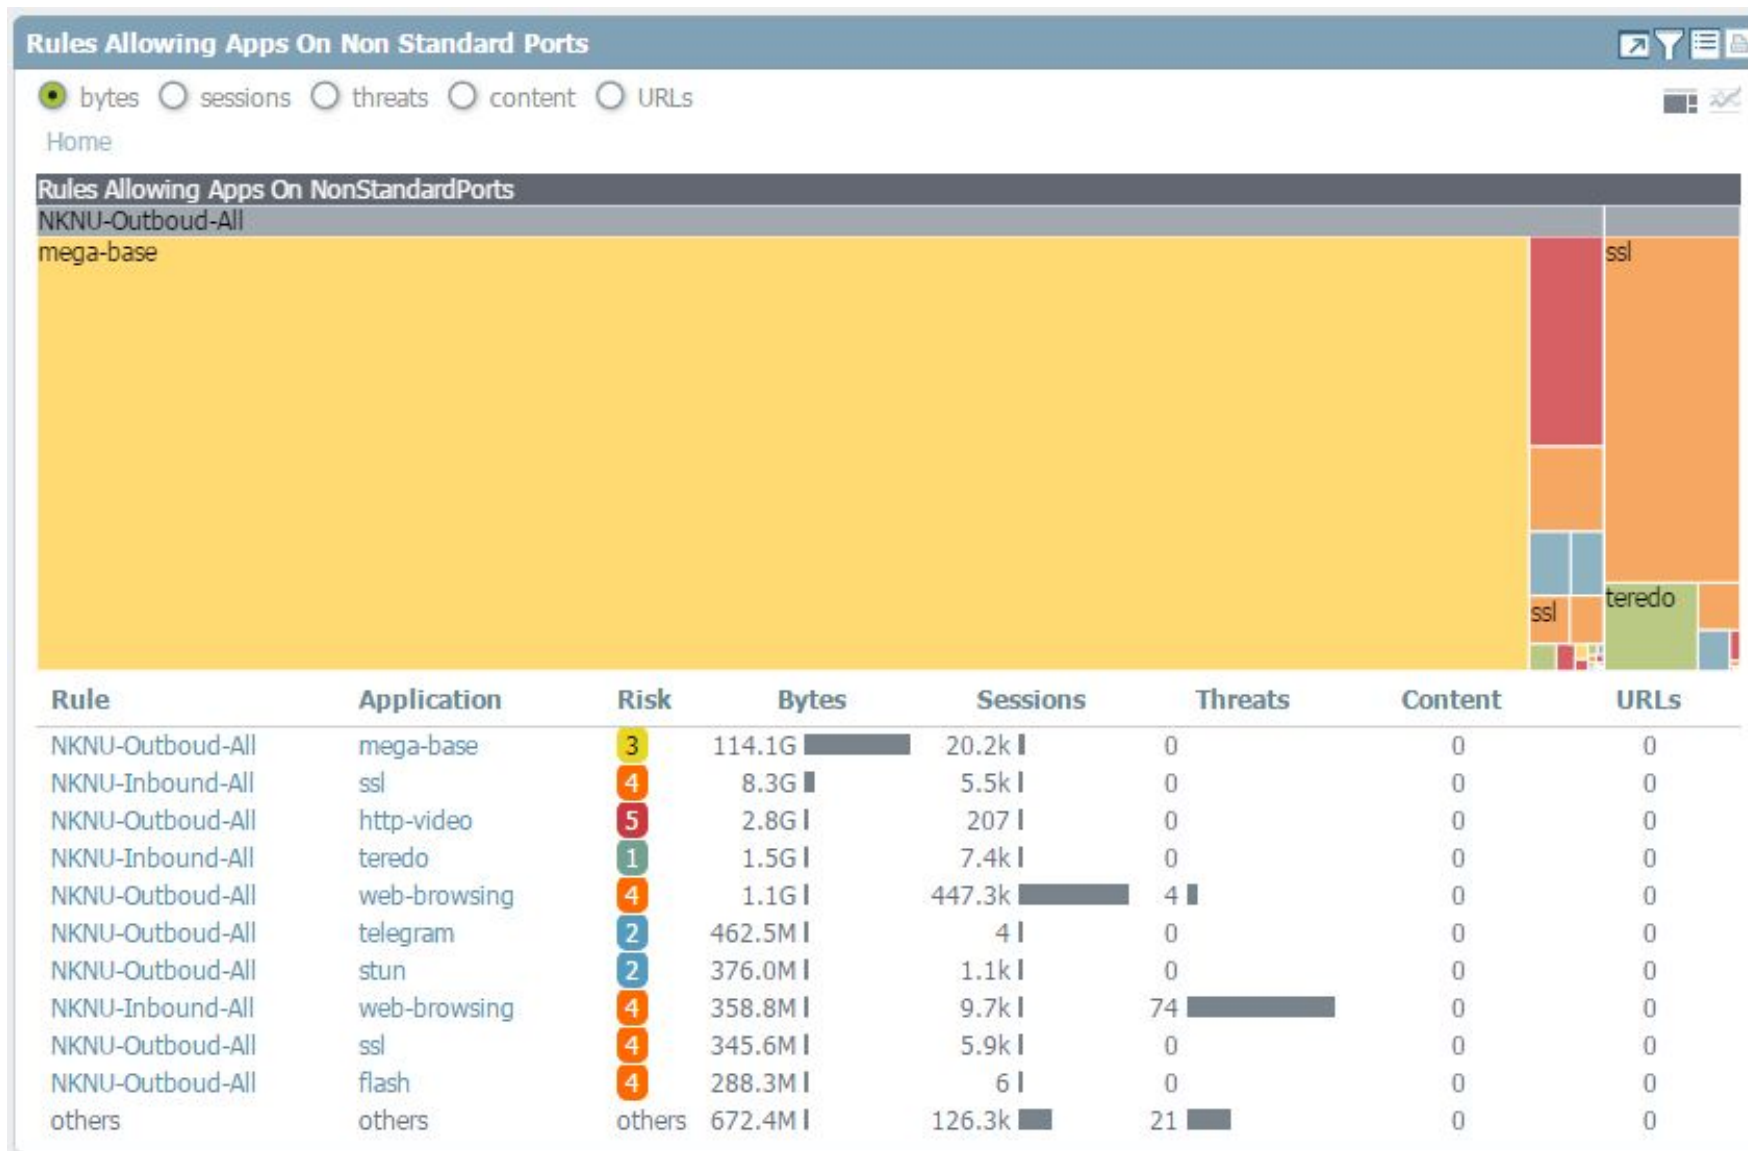 Rules Allowing Apps On Non Standard Ports
bytes sessions threats content URLs
Home
Rules Allowing Apps On NonStandardPorts
NKNU-Outboud-All
mega-base ssl
teredo
ssl
Rule Application Risk Bytes Sessions Threats Content URLs
NKNU-Outboud-All mega-base 3 114.1G 20.2k 0 0 0
NKNU-Inbound-All ssl 4 8.3G 5.5k 0 0 0
NKNU-Outboud-All http-video 5 2.8G 207 0 0 0
NKNU-Inbound-All teredo 1 1.5G 7.4k 0 0 0
NKNU-Outboud-All web-browsing 4 1.1G 447.3k 4 0 0
NKNU-Outboud-All telegram 2 462.5M 4 0 0 0
NKNU-Outboud-All stun 2 376.0M 1.1k 0 0 0
NKNU-Inbound-All web-browsing 4 358.8M 9.7k 74 0 0
NKNU-Outboud-All ssl 4 345.6M 5.9k 0 0 0
NKNU-Outboud-All flash 4 288.3M 6 0 0 0
others others others 672.4M 126.3k 21 0 0